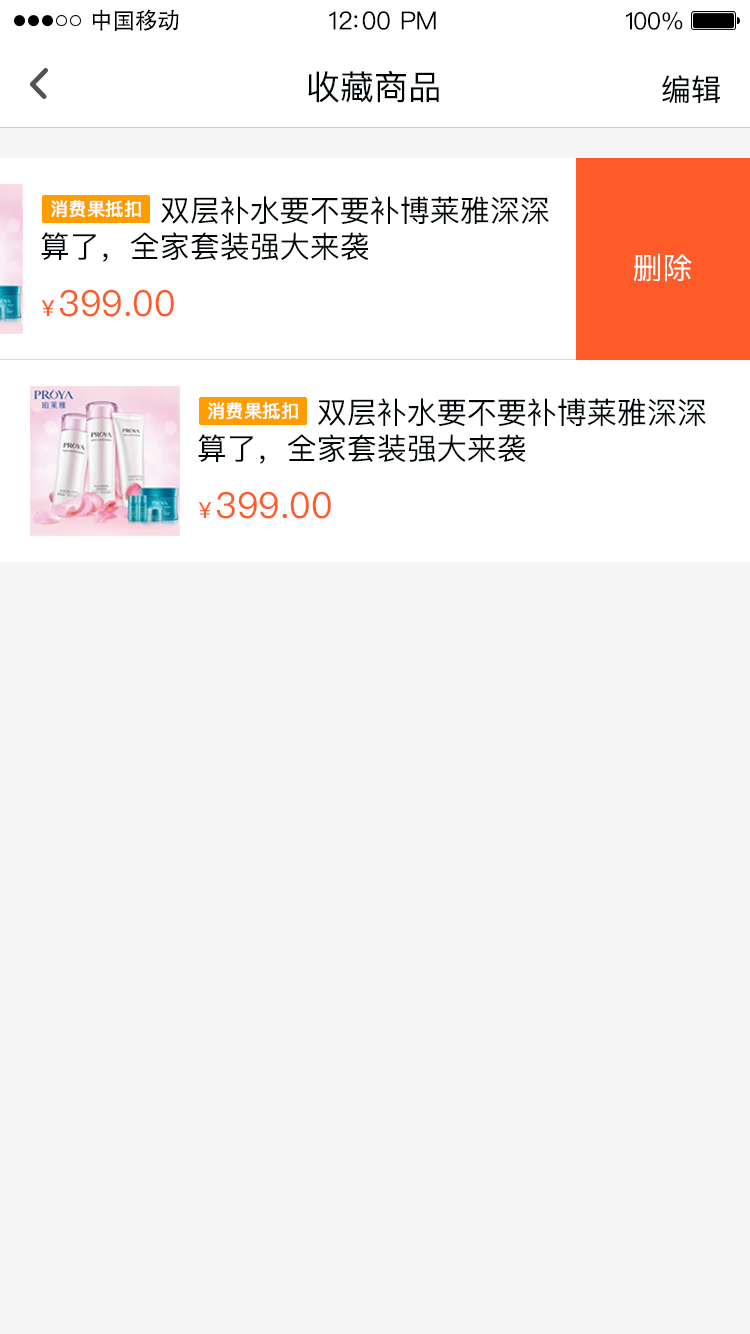 中国移动 12:00 PM 100%
收藏商品 编辑
消费果抵扣 双层补水要不要补博莱雅深深
算了，全家套装强大来袭
¥399.00
删除
PROYA
珀莱雅
PROYA PROYA PROYA
消费果抵扣 双层补水要不要补博莱雅深深
算了，全家套装强大来袭
¥399.00